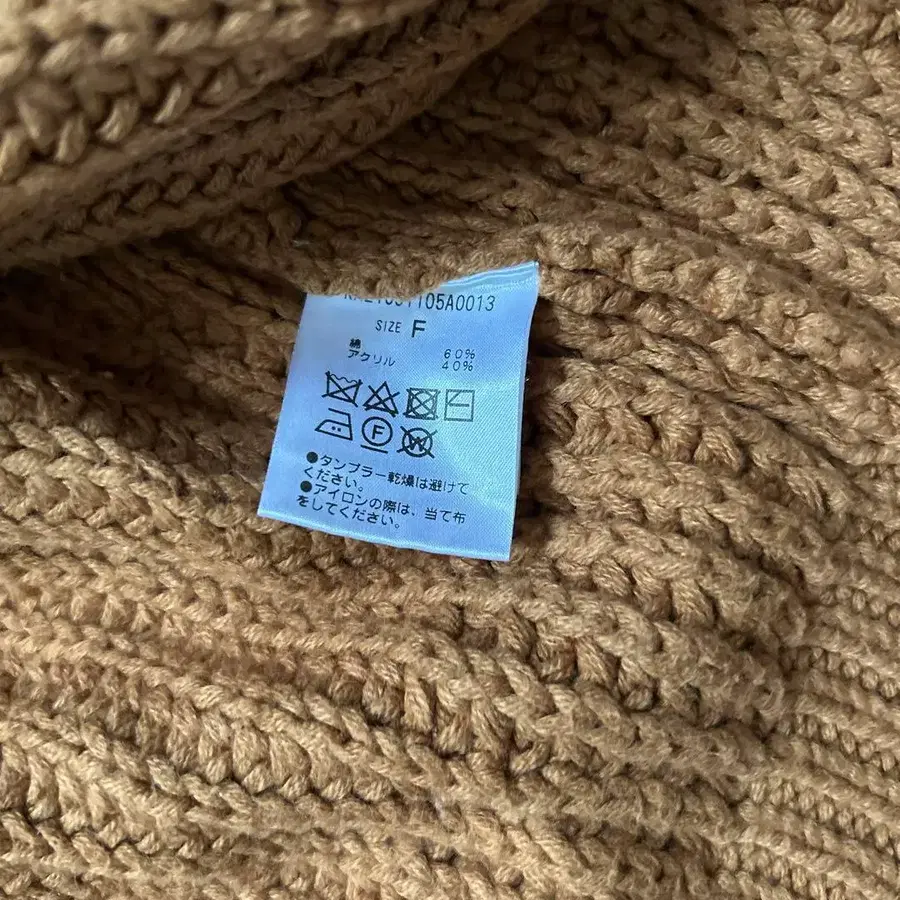 105A0013
SIZE F
綿 60%
アクリル 40%
F
W
●タンブラー乾燥は避けて
ください。
●アイロンの際は、当て布
をしてください。